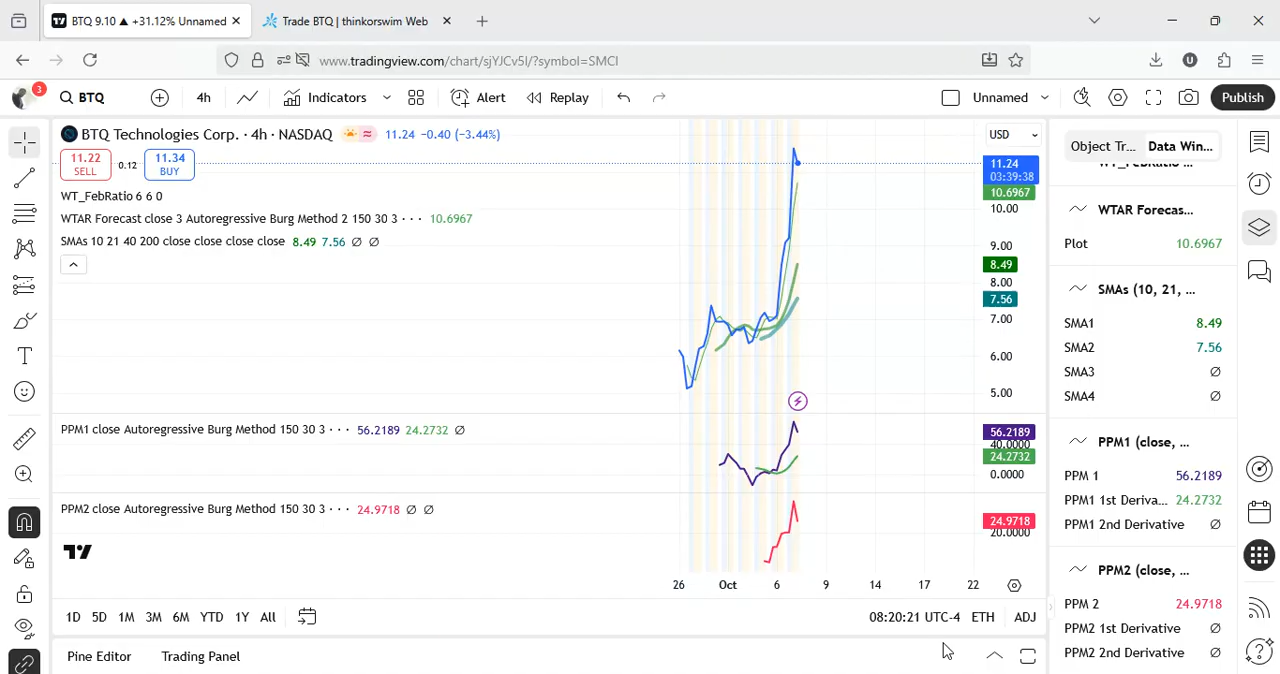 BTQ 9.10 ▲ +31.12% Unnamed
Trade BTQ | thinkorswim Web
www.tradingview.com/chart/sjYJCv5l/?symbol=SMCI
3
BTQ
4h
Indicators
Alert
Replay
Unnamed
Publish
BTQ Technologies Corp. · 4h · NASDAQ
11.24 −0.40 (−3.44%)
11.22
SELL
0.12
11.34
BUY
WT_FebRatio 6 6 0
WTAR Forecast close 3 Autoregressive Burg Method 2 150 30 3 ··· 10.6967
SMAs 10 21 40 200 close close close close 8.49 7.56 ∅ ∅
USD
11.24
03:39:38
10.6967
10.00
9.00
8.49
8.00
7.56
7.00
6.00
5.00
PPM1 close Autoregressive Burg Method 150 30 3 ··· 56.2189 24.2732 ∅
56.2189
40.0000
24.2732
0.0000
PPM2 close Autoregressive Burg Method 150 30 3 ··· 24.9718 ∅ ∅
24.9718
20.0000
26 Oct 6 9 14 17 22
1D 5D 1M 3M 6M YTD 1Y All
08:20:21 UTC-4 ETH ADJ
Pine Editor Trading Panel
Object Tr... Data Win...
WT_FebRatio ...
WTAR Forecas...
Plot 10.6967
SMAs (10, 21, ...
SMA1 8.49
SMA2 7.56
SMA3 ∅
SMA4 ∅
PPM1 (close, ...
PPM 1 56.2189
PPM1 1st Deriva... 24.2732
PPM1 2nd Derivative ∅
PPM2 (close, ...
PPM 2 24.9718
PPM2 1st Derivative ∅
PPM2 2nd Derivative ∅